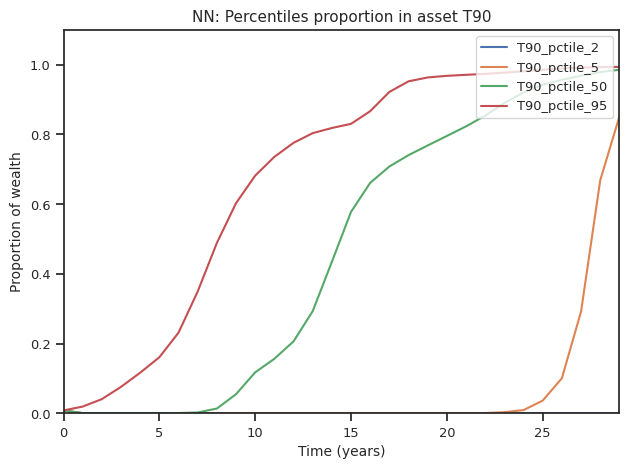 NN: Percentiles proportion in asset T90
T90_pctile_2
T90_pctile_5
T90_pctile_50
T90_pctile_95
Proportion of wealth
1.0
0.8
0.6
0.4
0.2
0.0
0 5 10 15 20 25
Time (years)